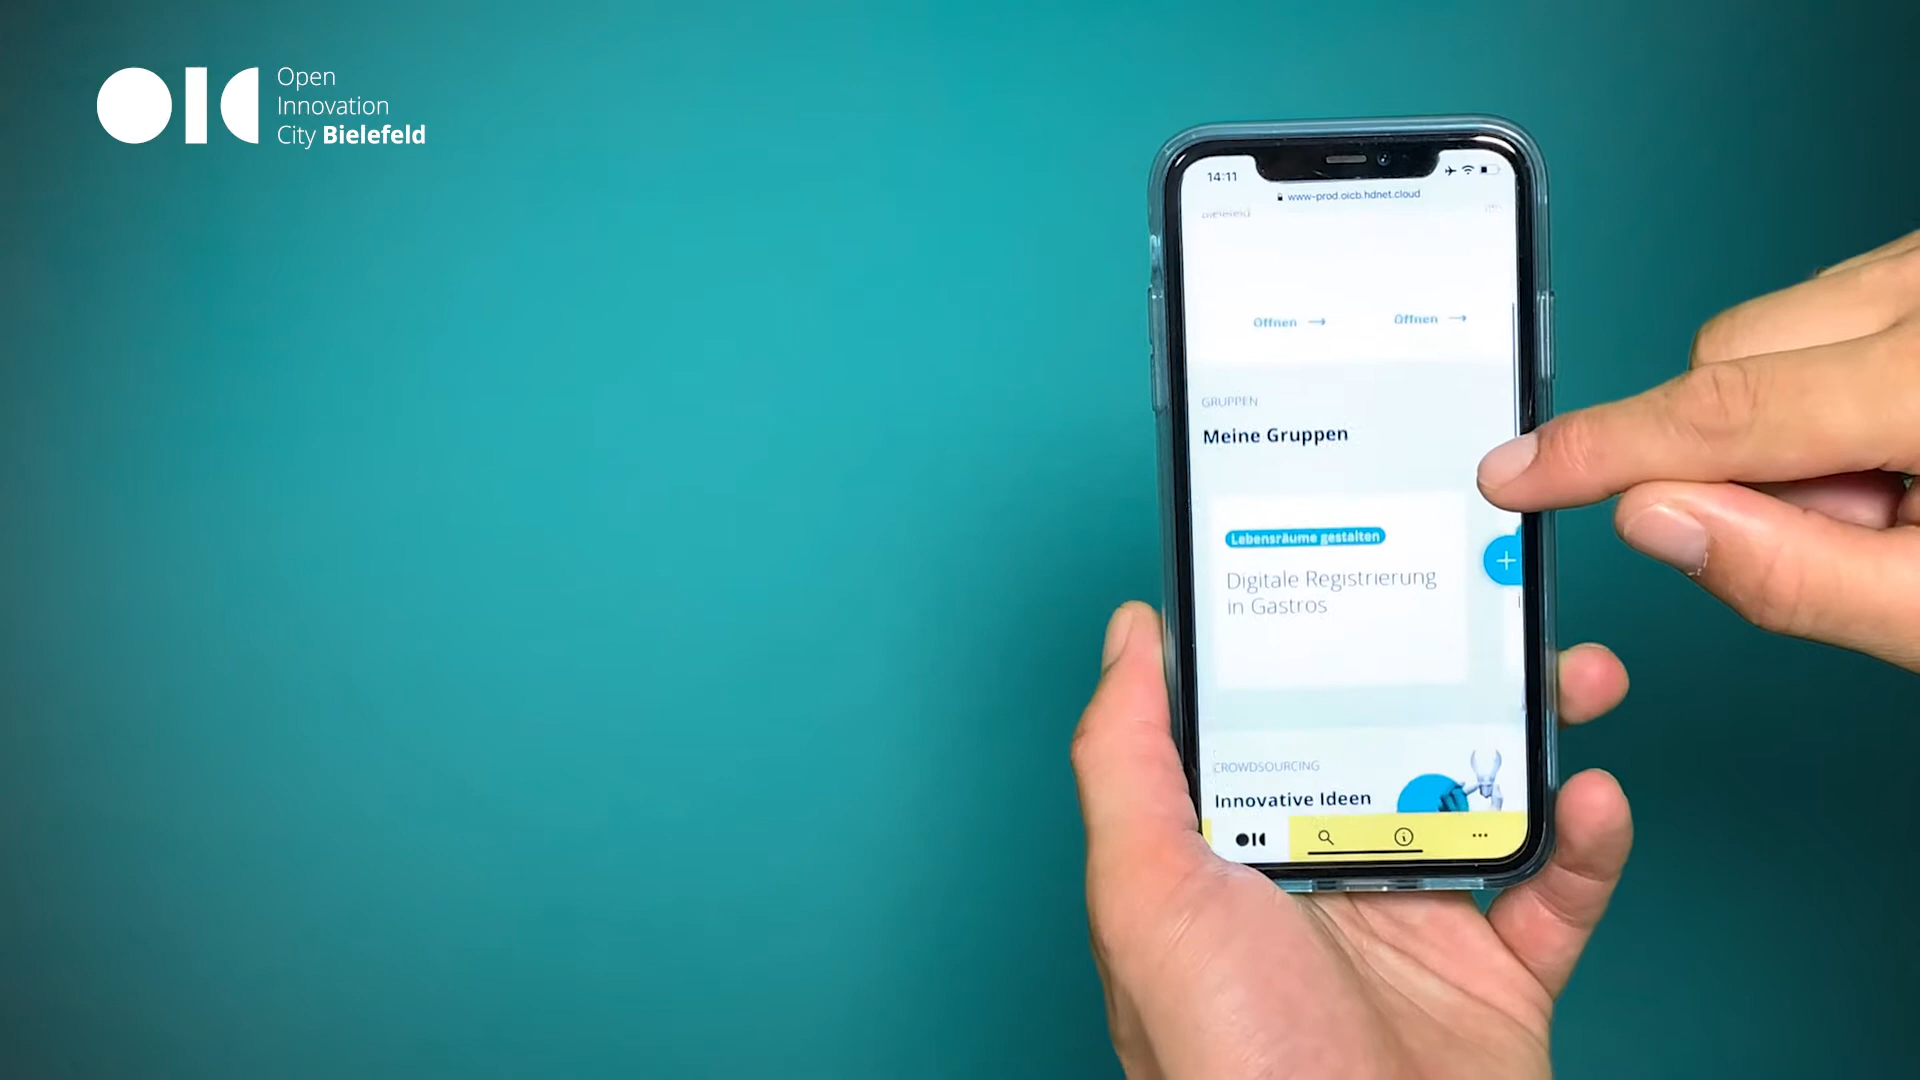 Open
Innovation
City Bielefeld
14:11
www-prod.oicb.hdnet.cloud
Öffnen → Öffnen →
GRUPPEN
Meine Gruppen
Lebensräume gestalten
Digitale Registrierung
in Gastros
CROWDSOURCING
Innovative Ideen